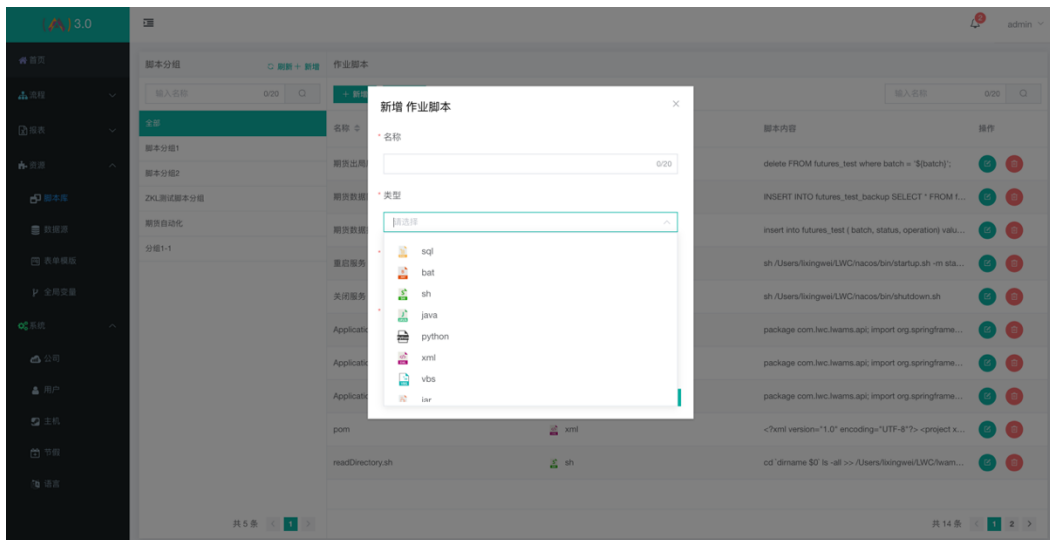 3.0
admin
首页
流程
报表
资源
脚本库
数据源
表单模版
全局变量
系统
公司
用户
主机
节假
语言
脚本分组
刷新 + 新增
输入名称 0/20
全部
脚本分组1
脚本分组2
ZKL测试脚本分组
期货自动化
分组1-1
共 5 条 < 1 >
作业脚本
+ 新增
输入名称 0/20
名称 脚本内容 操作
期货出局 delete FROM futures_test where batch = '${batch}';
期货数据 INSERT INTO futures_test_backup SELECT * FROM f...
期货数据 insert into futures_test ( batch, status, operation) valu...
重启服务 sh /Users/lixingwei/LWC/nacos/bin/startup.sh -m sta...
关闭服务 sh /Users/lixingwei/LWC/nacos/bin/shutdown.sh
Applicatio package com.lwc.lwams.api; import org.springframe...
Applicatio package com.lwc.lwams.api; import org.springframe...
Applicatio package com.lwc.lwams.api; import org.springframe...
pom xml <?xml version="1.0" encoding="UTF-8"?> <project x...
readDirectory.sh sh cd `dirname $0` ls -all >> /Users/lixingwei/LWC/lwam...
共 14 条 < 1 2 >
新增 作业脚本
* 名称
0/20
* 类型
请选择
sql
bat
sh
java
python
xml
vbs
jar